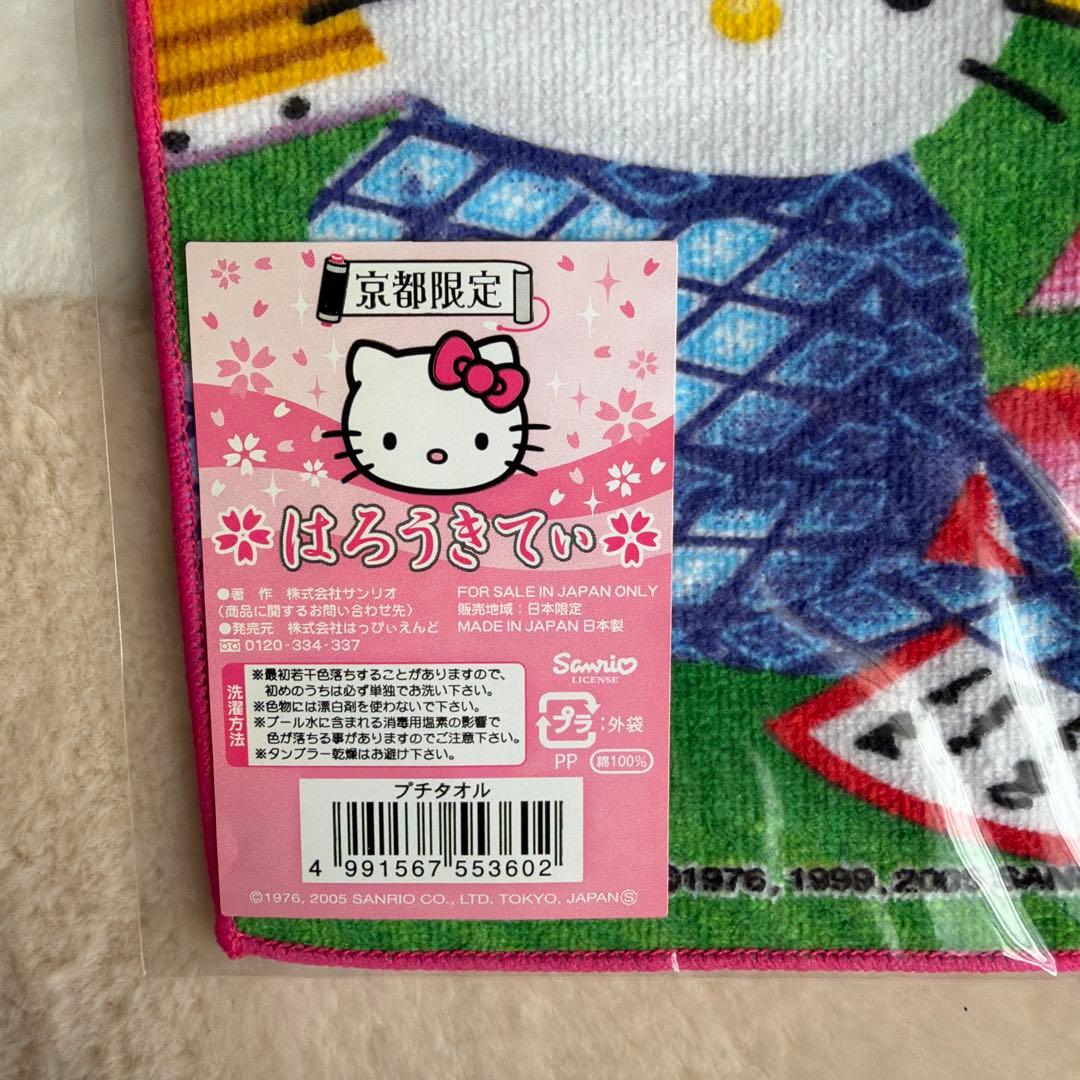 京都限定
はろうきてぃ
●著 作 株式会社サンリオ
〈商品に関するお問い合わせ先〉
●発売元 株式会社はっぴぃえんど
0120-334-337
FOR SALE IN JAPAN ONLY
販売地域：日本限定
MADE IN JAPAN 日本製
Sanrio
LICENSE
洗濯方法
※最初若干色落ちすることがありますので、
初めのうちは必ず単独でお洗い下さい。
※色物には漂白剤を使わないで下さい。
※プール水に含まれる消毒用塩素の影響で
色が落ちる事がありますのでご注意下さい。
※タンブラー乾燥はお避け下さい。
プラ：外袋
PP 綿100%
プチタオル
4 991567 553602
©1976, 2005 SANRIO CO., LTD. TOKYO, JAPAN Ⓢ
©1976, 1999, 2005 SAN